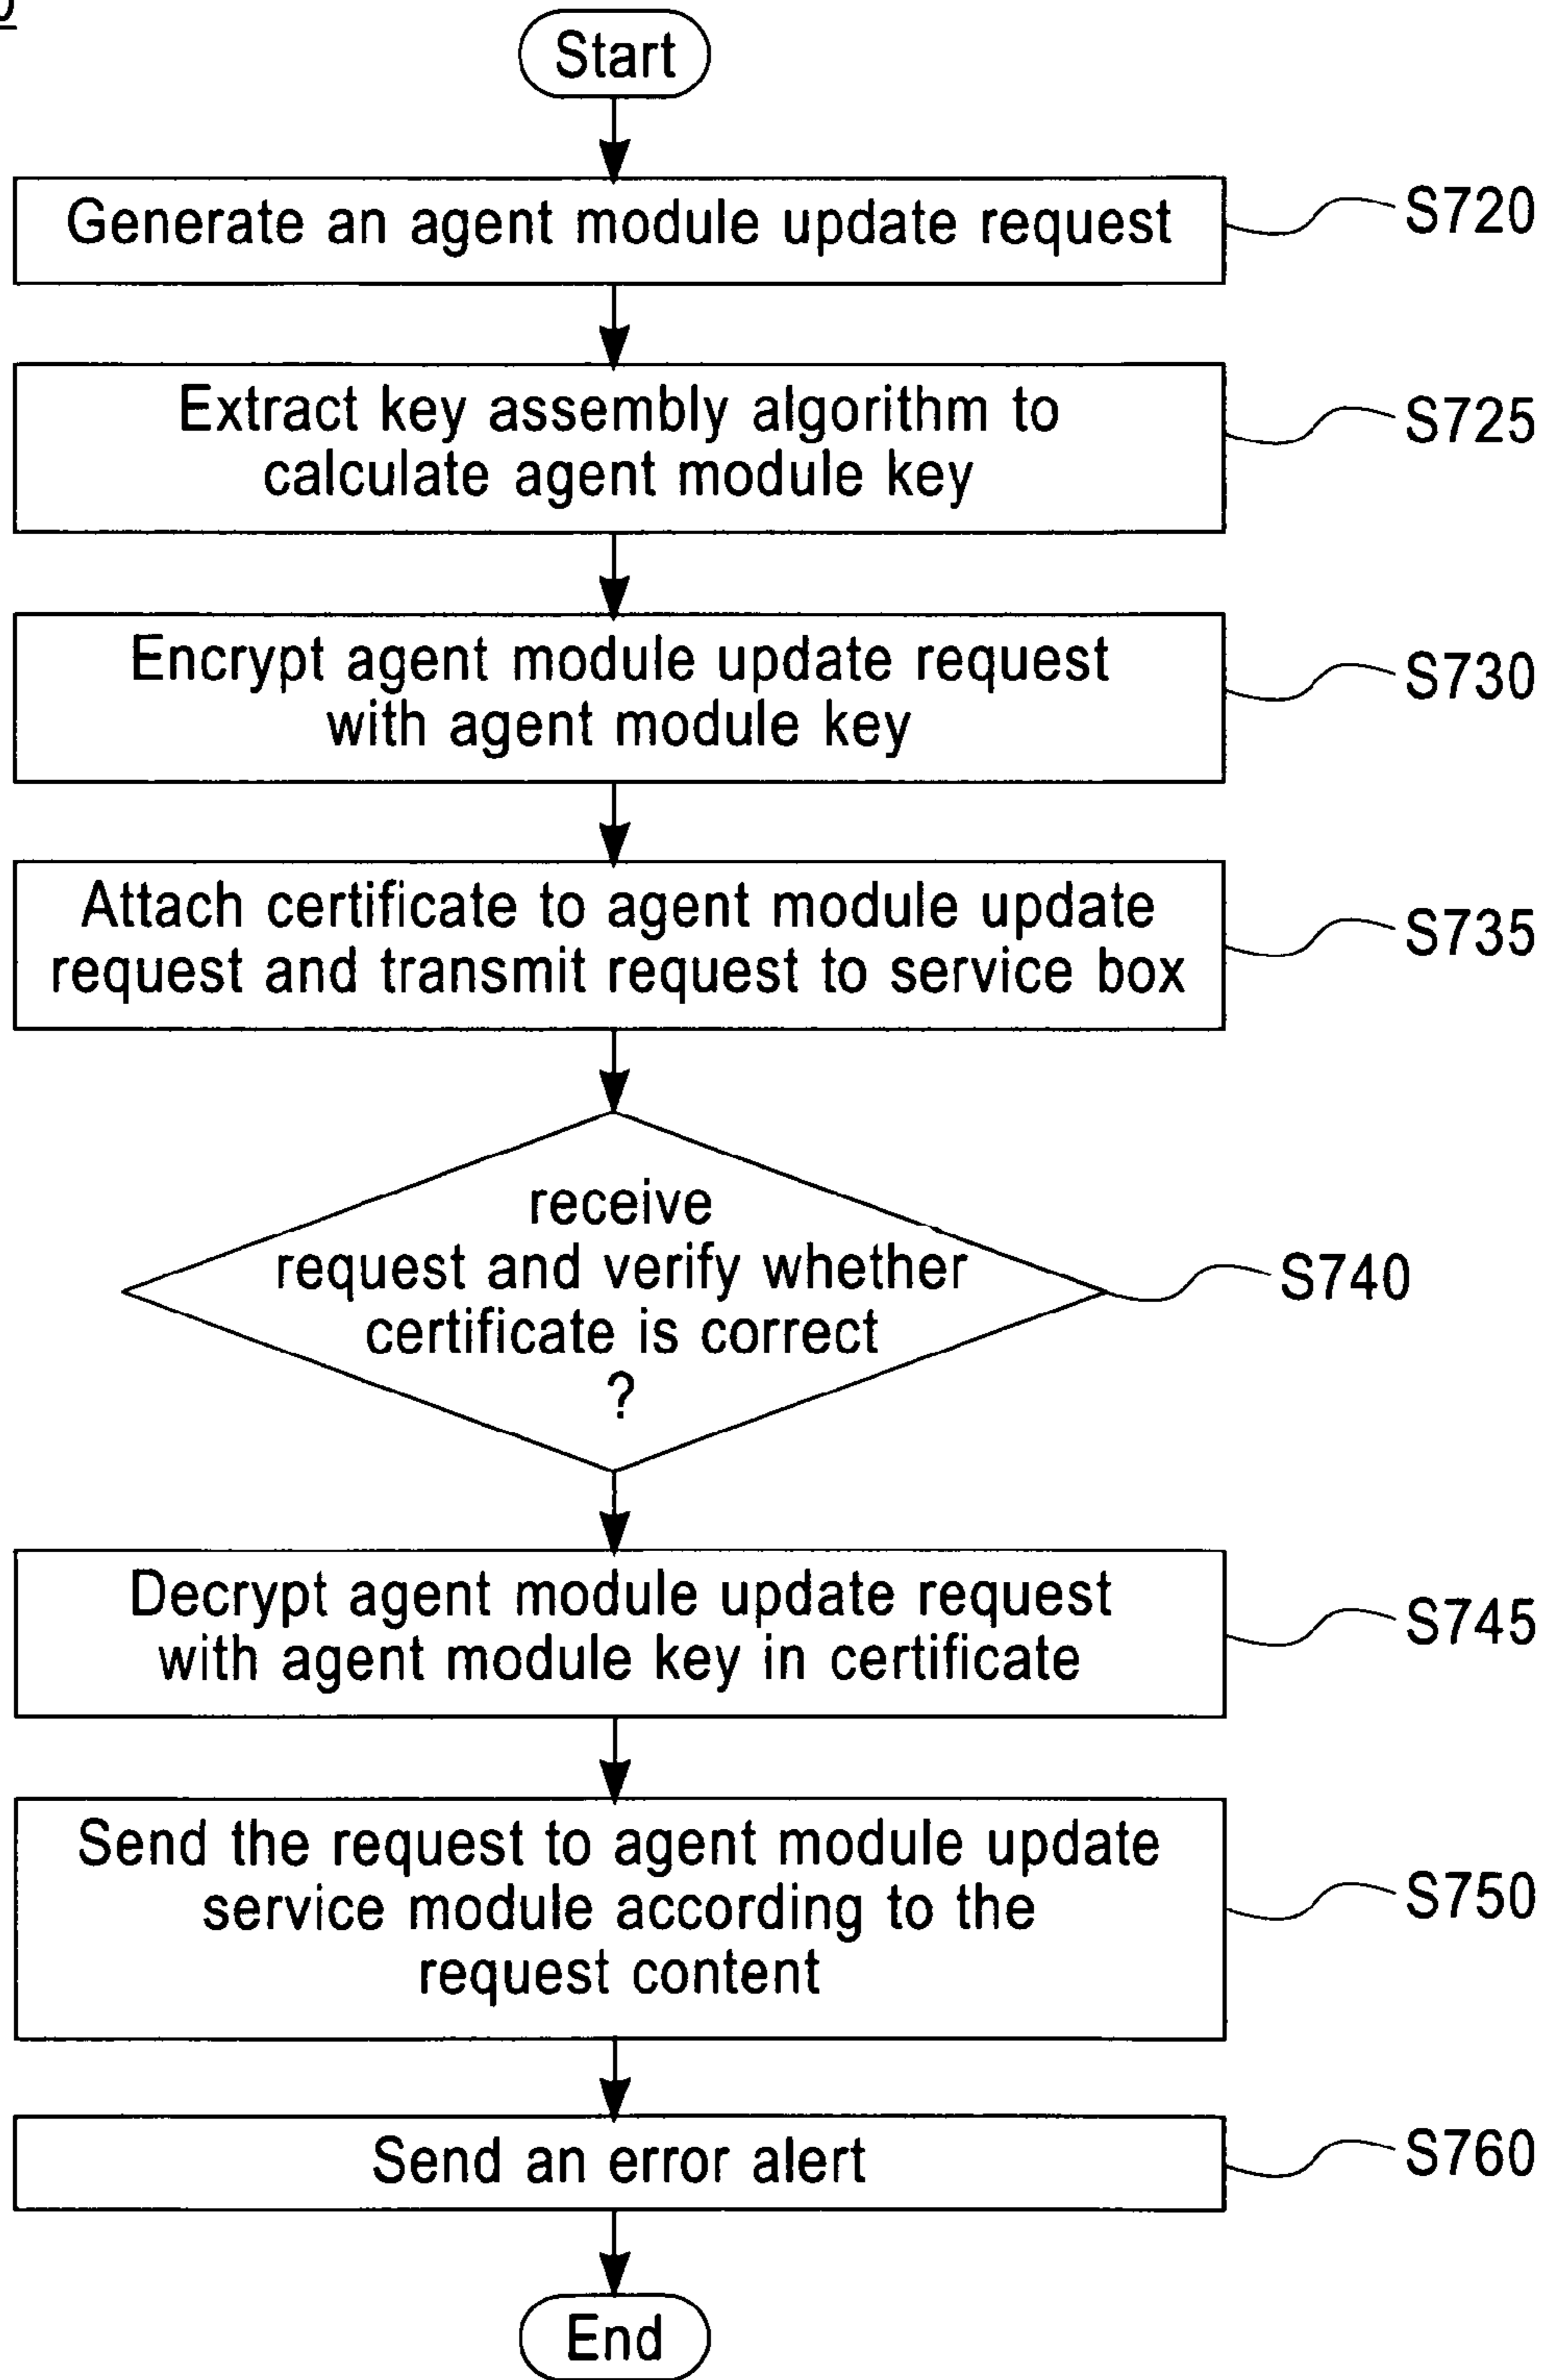 Start
Generate an agent module update request
S720
Extract key assembly algorithm to
calculate agent module key
S725
Encrypt agent module update request
with agent module key
S730
Attach certificate to agent module update
request and transmit request to service box
S735
receive
request and verify whether
certificate is correct
?
S740
Decrypt agent module update request
with agent module key in certificate
S745
Send the request to agent module update
service module according to the
request content
S750
Send an error alert
S760
End